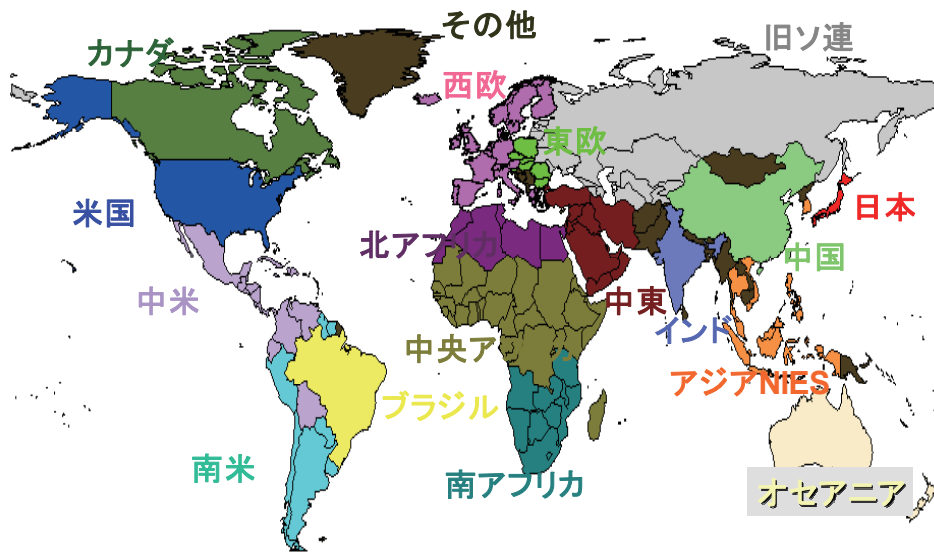 その他
旧ソ連
カナダ
西欧
東欧
米国
日本
北アフリカ
中国
中米
中東
インド
中央ア
アジアNIES
ブラジル
南米
南アフリカ
オセアニア